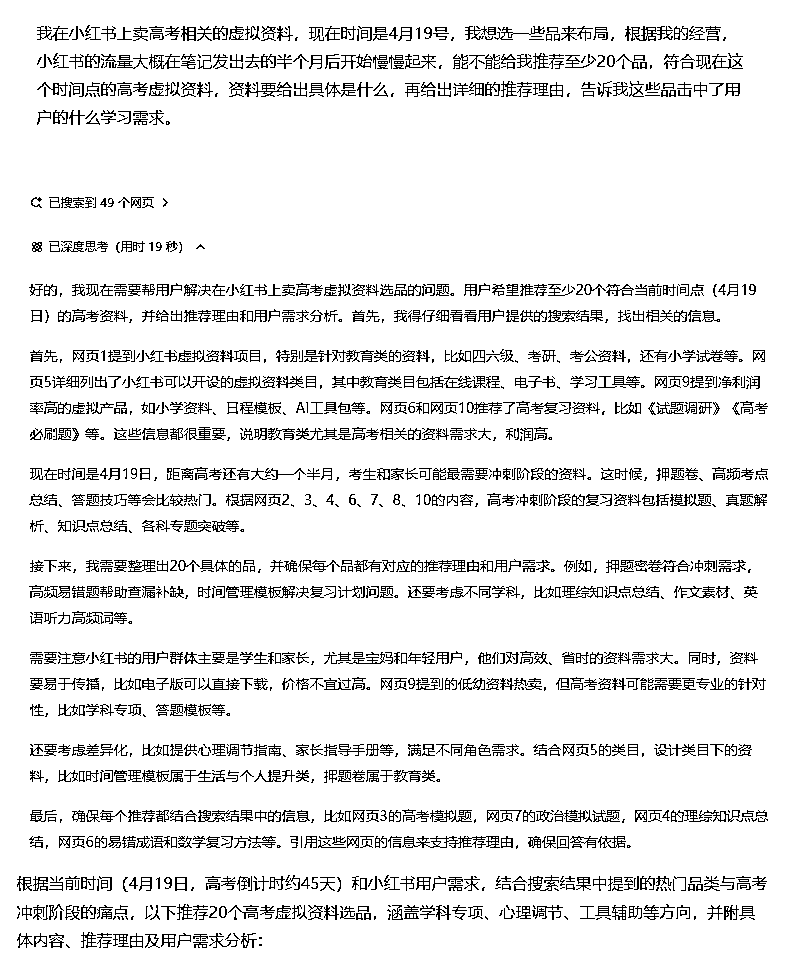 我在小红书上卖高考相关的虚拟资料，现在时间是4月19号，我想选一些品来布局，根据我的经营，
小红书的流量大概在笔记发出去的半个月后开始慢慢起来，能不能给我推荐至少20个品，符合现在这
个时间点的高考虚拟资料，资料要给出具体是什么，再给出详细的推荐理由，告诉我这些品击中了用
户的什么学习需求。
已搜索到 49 个网页
已深度思考（用时 19 秒）
好的，我现在需要帮用户解决在小红书上卖高考虚拟资料选品的问题。用户希望推荐至少20个符合当前时间点（4月19
日）的高考资料，并给出推荐理由和用户需求分析。首先，我得仔细看看用户提供的搜索结果，找出相关的信息。
首先，网页1提到小红书虚拟资料项目，特别是针对教育类的资料，比如四六级、考研、考公资料，还有小学试卷等。网
页5详细列出了小红书可以开设的虚拟资料类目，其中教育类目包括在线课程、电子书、学习工具等。网页9提到净利润
率高的虚拟产品，如小学资料、日程模板、AI工具包等。网页6和网页10推荐了高考复习资料，比如《试题调研》《高考
必刷题》等。这些信息都很重要，说明教育类尤其是高考相关的资料需求大，利润高。
现在时间是4月19日，距离高考还有大约一个半月，考生和家长可能最需要冲刺阶段的资料。这时候，押题卷、高频考点
总结、答题技巧等会比较热门。根据网页2、3、4、6、7、8、10的内容，高考冲刺阶段的复习资料包括模拟题、真题解
析、知识点总结、各科专题突破等。
接下来，我需要整理出20个具体的品，并确保每个品都有对应的推荐理由和用户需求。例如，押题密卷符合冲刺需求，
高频易错题帮助查漏补缺，时间管理模板解决复习计划问题。还要考虑不同学科，比如理综知识点总结、作文素材、英
语听力高频词等。
需要注意小红书的用户群体主要是学生和家长，尤其是宝妈和年轻用户，他们对高效、省时的资料需求大。同时，资料
要易于传播，比如电子版可以直接下载，价格不宜过高。网页9提到的低幼资料热卖，但高考资料可能需要更专业的针对
性，比如学科专项、答题模板等。
还要考虑差异化，比如提供心理调节指南、家长指导手册等，满足不同角色需求。结合网页5的类目，设计类目下的资
料，比如时间管理模板属于生活与个人提升类，押题卷属于教育类。
最后，确保每个推荐都结合搜索结果中的信息，比如网页3的高考模拟题，网页7的政治模拟试题，网页4的理综知识点总
结，网页6的易错成语和数学复习方法等。引用这些网页的信息来支持推荐理由，确保回答有依据。
根据当前时间（4月19日，高考倒计时约45天）和小红书用户需求，结合搜索结果中提到的热门品类与高考
冲刺阶段的痛点，以下推荐20个高考虚拟资料选品，涵盖学科专项、心理调节、工具辅助等方向，并附具
体内容、推荐理由及用户需求分析：